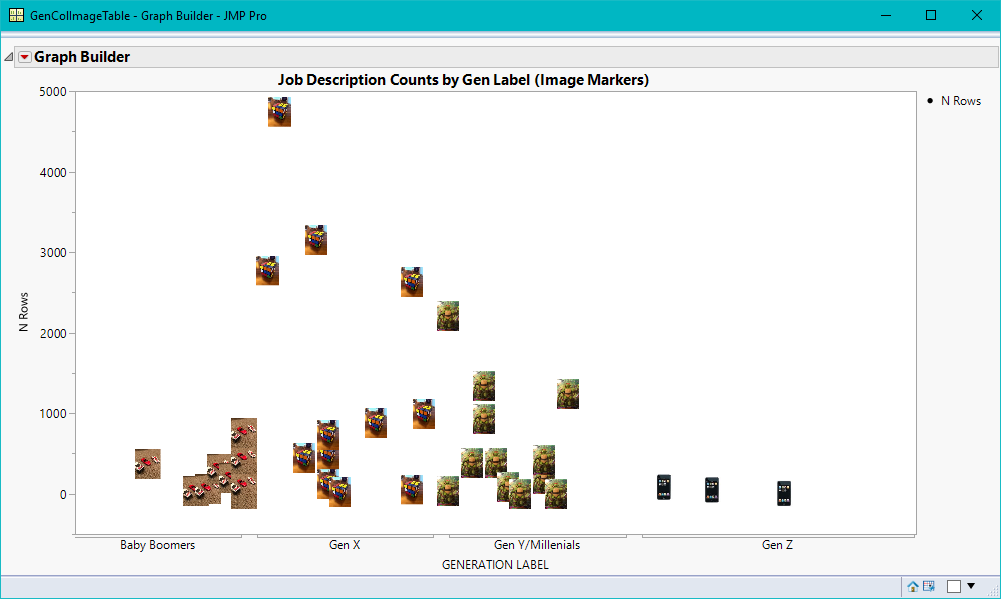 GenColImageTable - Graph Builder - JMP Pro
Graph Builder
Job Description Counts by Gen Label (Image Markers)
5000
4000
3000
2000
1000
0
N Rows
N Rows
Baby Boomers
Gen X
Gen Y/Millenials
Gen Z
GENERATION LABEL